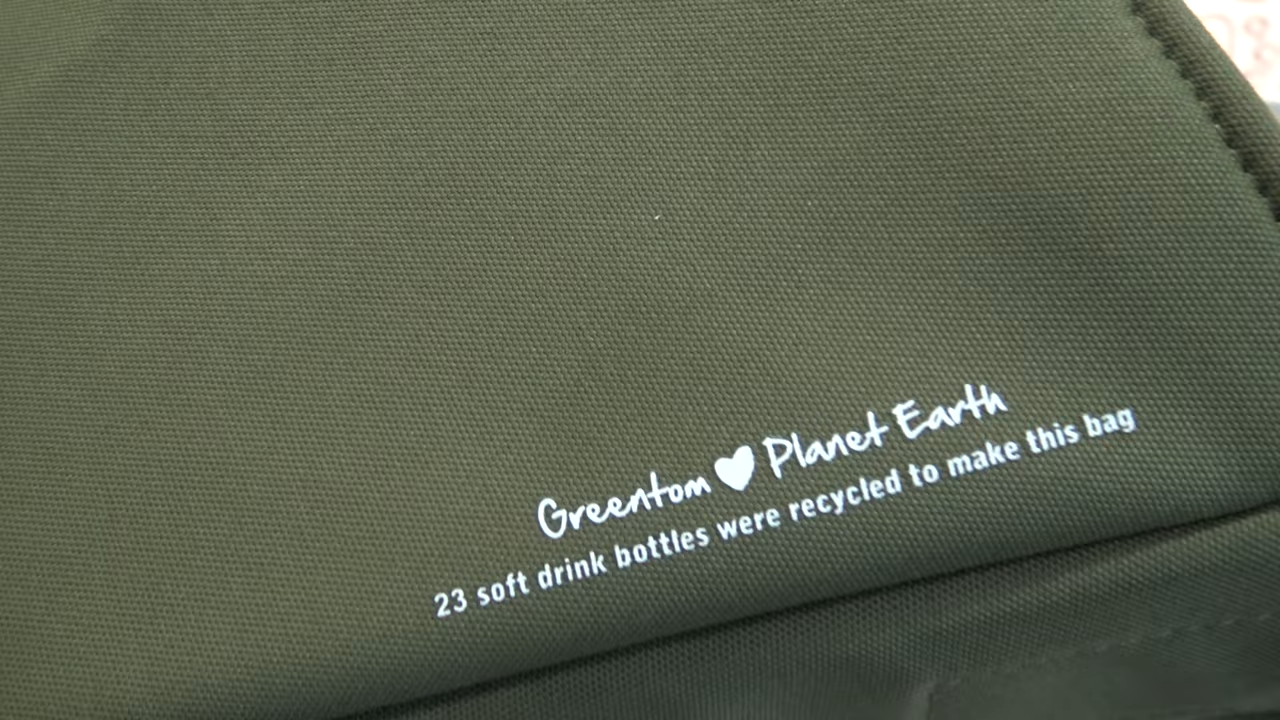 Greentom ♥ Planet Earth
23 soft drink bottles were recycled to make this bag